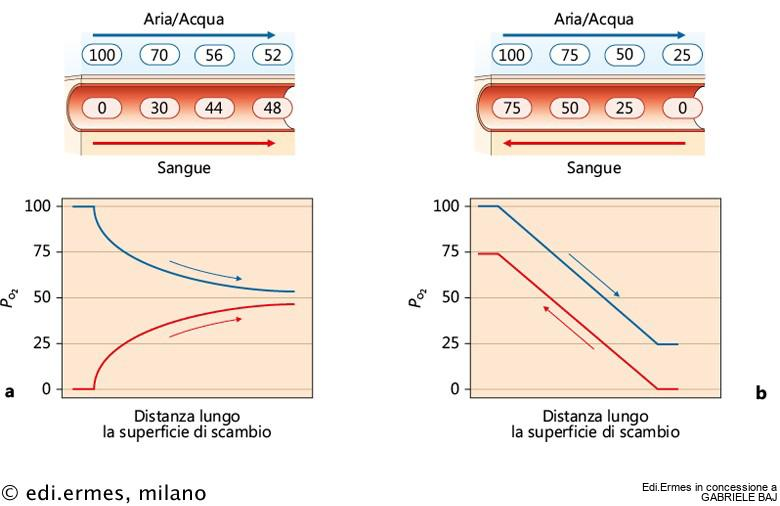 Aria/Acqua
100 70 56 52
0 30 44 48
Sangue
100
75
50
25
0
PO2
a
Distanza lungo
la superficie di scambio
Aria/Acqua
100 75 50 25
75 50 25 0
Sangue
100
75
50
25
0
PO2
b
Distanza lungo
la superficie di scambio
© edi.ermes, milano
Edi.Ermes in concessione a
GABRIELE BAJ